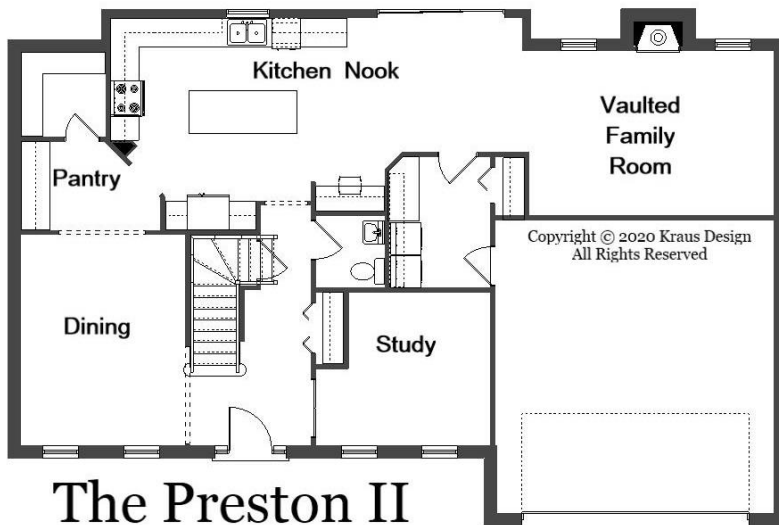 Kitchen Nook
Vaulted
Family
Room
Pantry
Copyright © 2020 Kraus Design
All Rights Reserved
Dining
Study
The Preston II